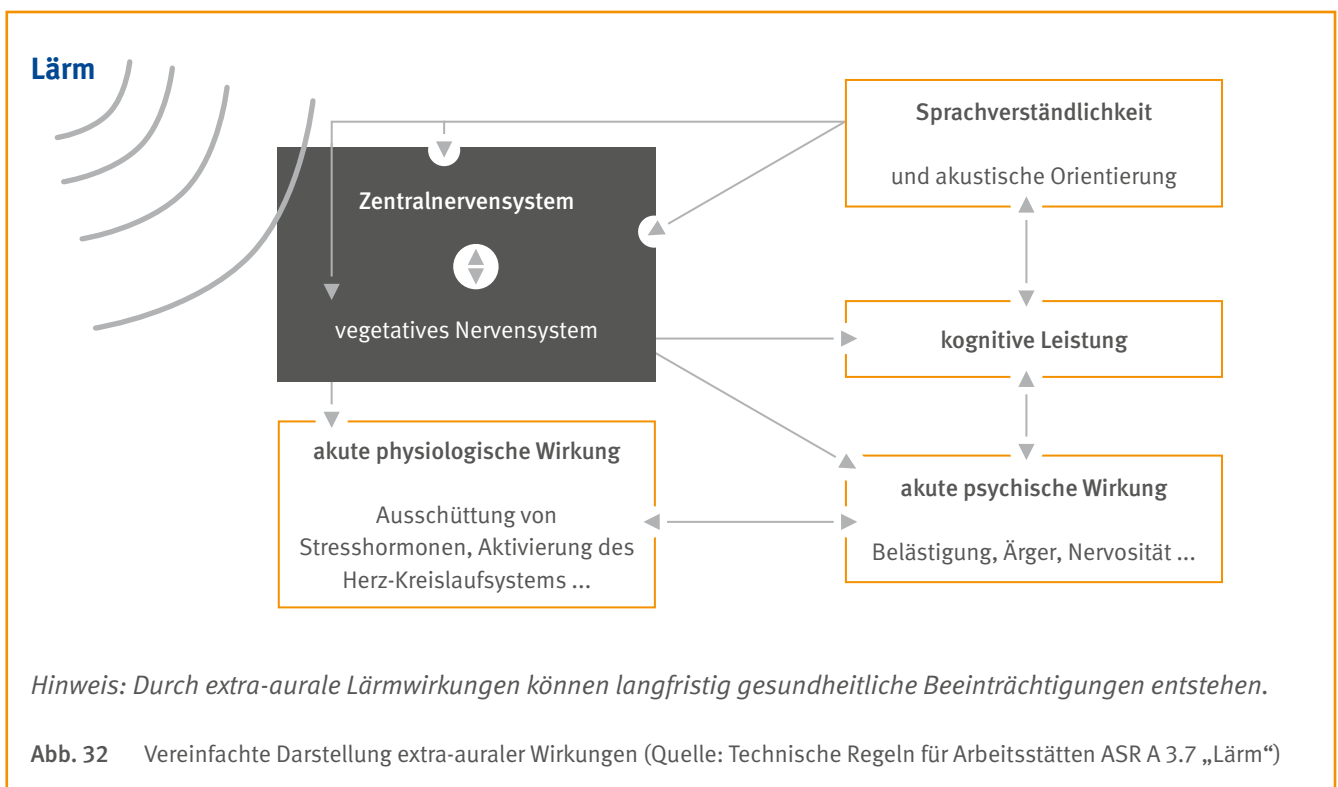 Lärm
Sprachverständlichkeit
und akustische Orientierung
Zentralnervensystem
vegetatives Nervensystem
kognitive Leistung
akute physiologische Wirkung
Ausschüttung von
Stresshormonen, Aktivierung des
Herz-Kreislaufsystems ...
akute psychische Wirkung
Belästigung, Ärger, Nervosität ...
Hinweis: Durch extra-aurale Lärmwirkungen können langfristig gesundheitliche Beeinträchtigungen entstehen.
Abb. 32 Vereinfachte Darstellung extra-auraler Wirkungen (Quelle: Technische Regeln für Arbeitsstätten ASR A 3.7 „Lärm“)